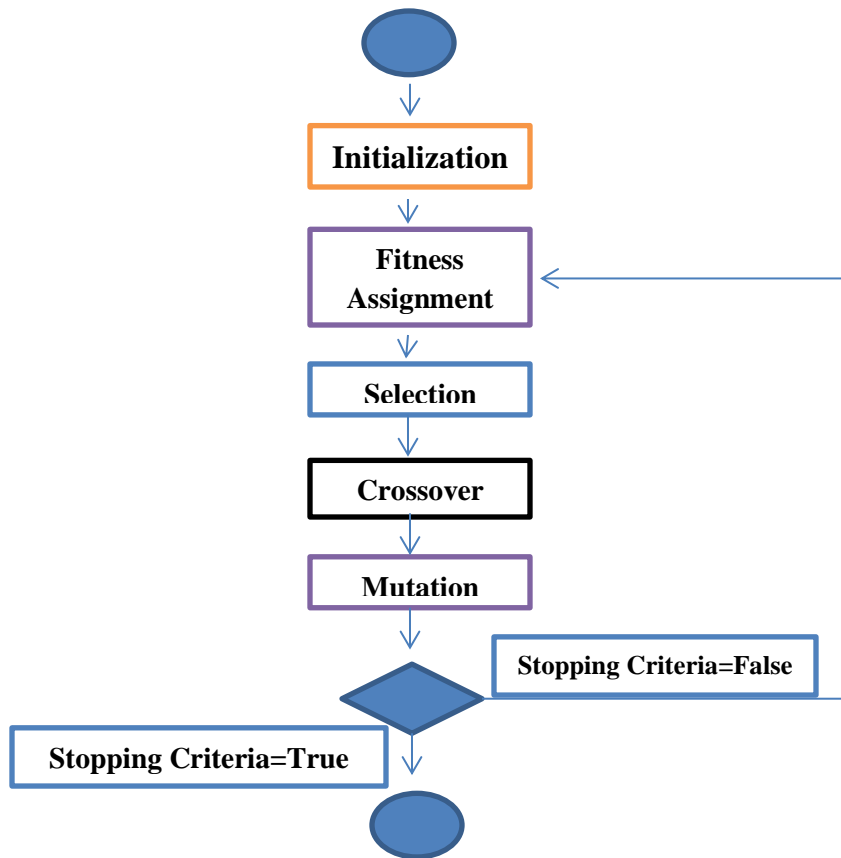 Initialization
Fitness
Assignment
Selection
Crossover
Mutation
Stopping Criteria=False
Stopping Criteria=True